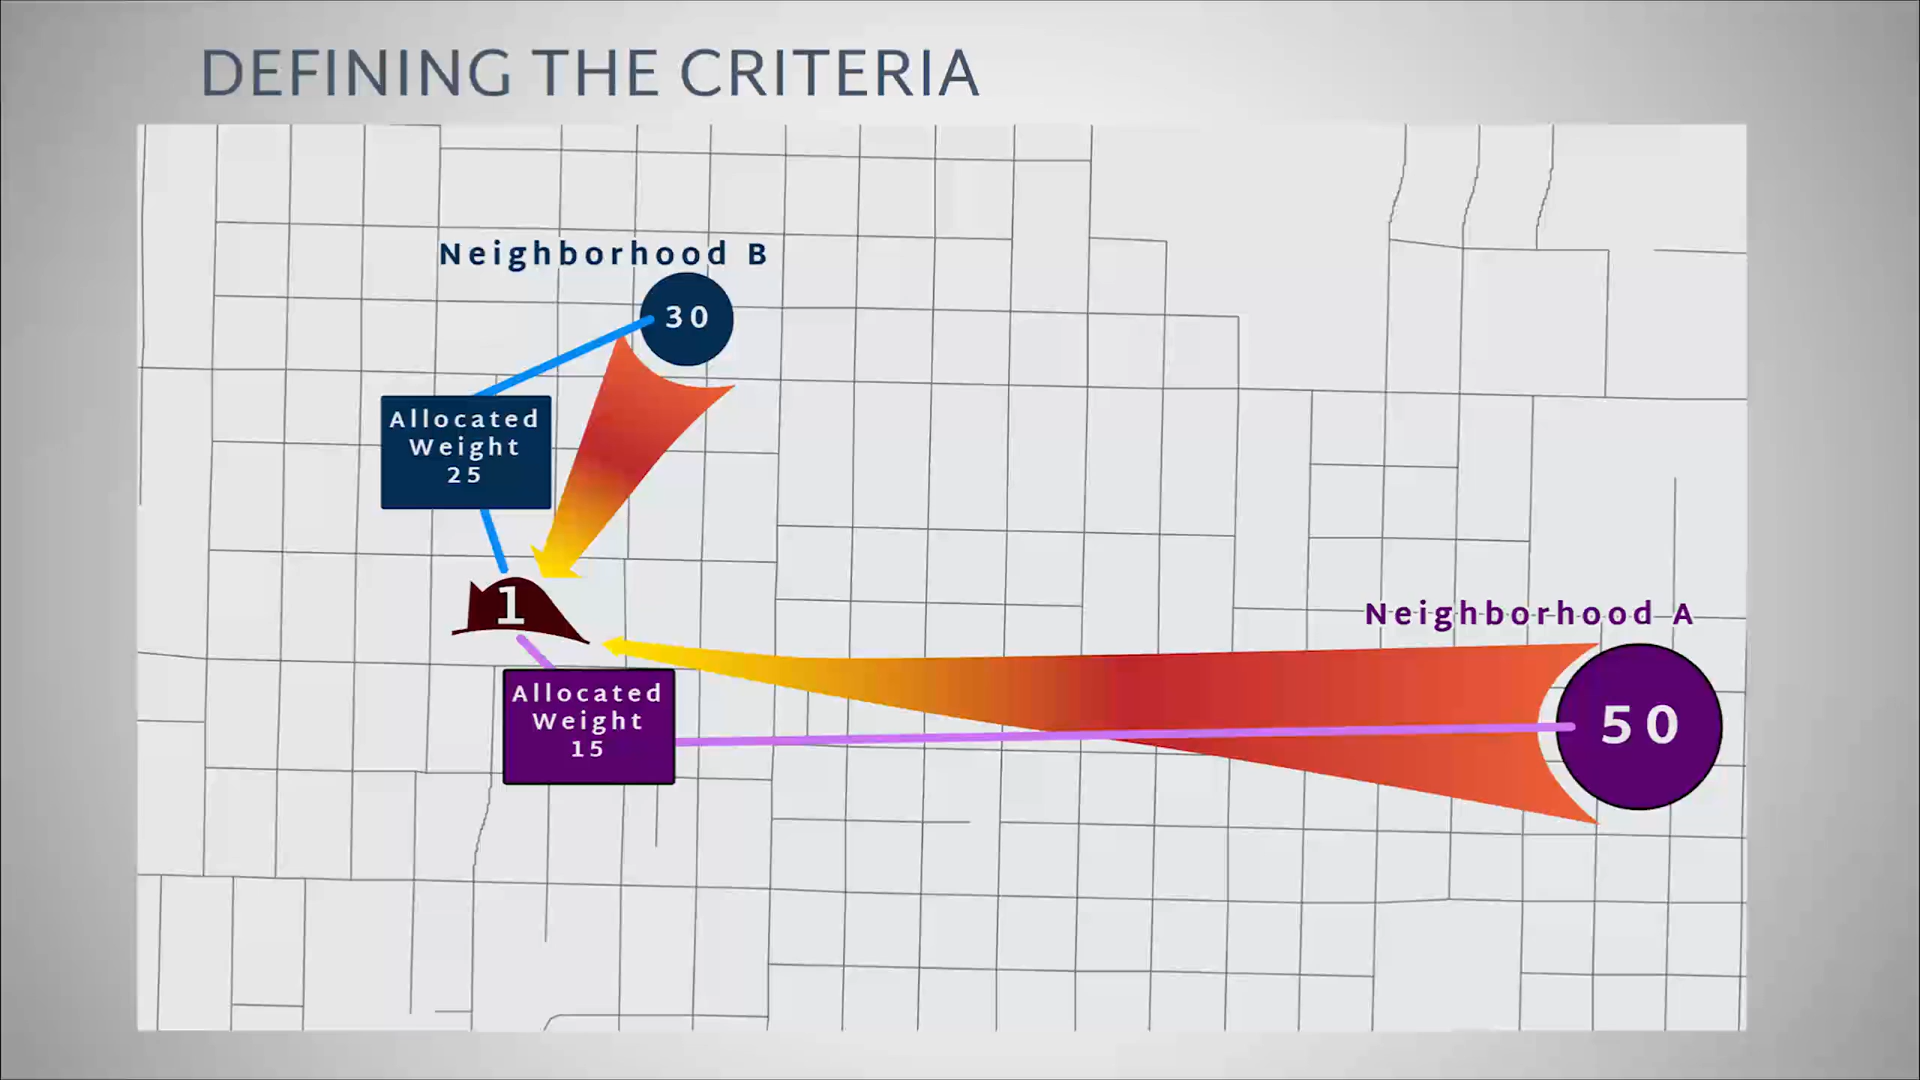 DEFINING THE CRITERIA
Neighborhood B
30
Allocated
Weight
25
1
Neighborhood A
Allocated
Weight
15
50